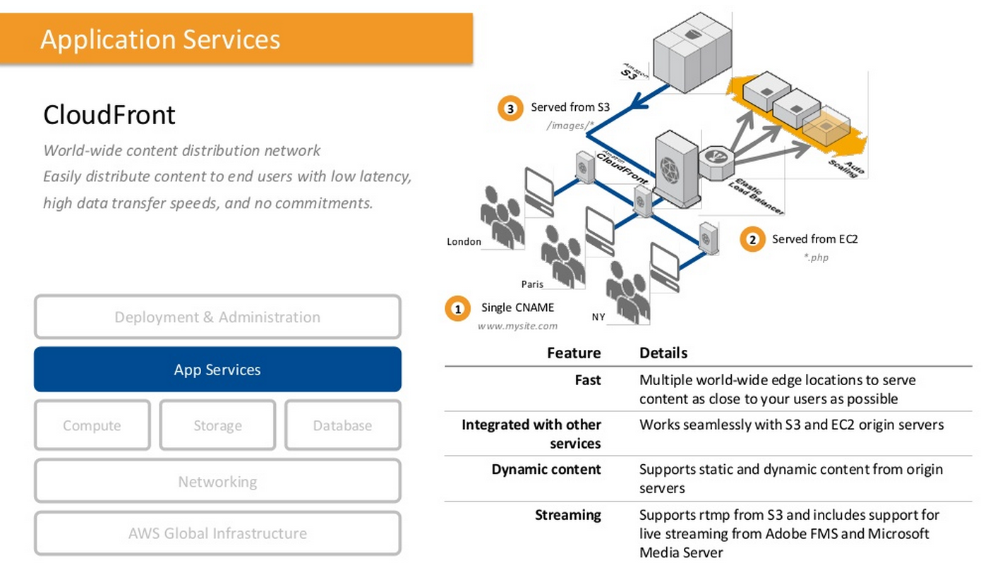 Application Services
CloudFront
World-wide content distribution network
Easily distribute content to end users with low latency,
high data transfer speeds, and no commitments.
Deployment & Administration
App Services
Compute
Storage
Database
Networking
AWS Global Infrastructure
Amazon
S3
3
Served from S3
/images/*
Amazon
CloudFront
Auto
Scaling
Elastic
Load Balancer
London
Paris
NY
2
Served from EC2
*.php
1
Single CNAME
www.mysite.com
Feature
Details
Fast
Multiple world-wide edge locations to serve
content as close to your users as possible
Integrated with other
services
Works seamlessly with S3 and EC2 origin servers
Dynamic content
Supports static and dynamic content from origin
servers
Streaming
Supports rtmp from S3 and includes support for
live streaming from Adobe FMS and Microsoft
Media Server